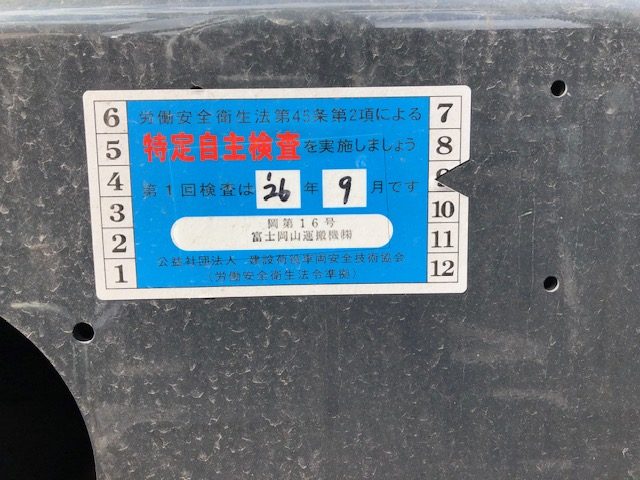 労働安全衛生法第45条第2項による
特定自主検査を実施しましょう
第1回検査は '26年 9月です
岡第16号
富士岡山運搬機㈱
公益社団法人 建設荷役車両安全技術協会
(労働安全衛生法令準拠)
6
5
4
3
2
1
7
8
9
10
11
12